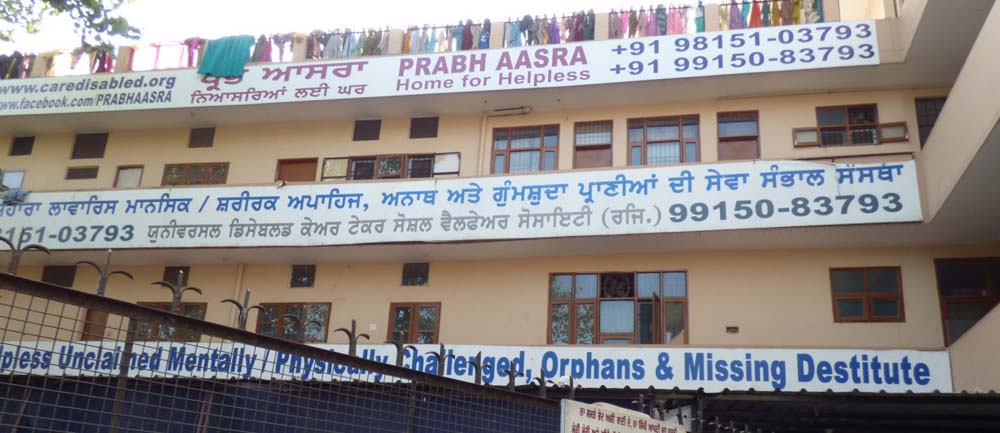 www.caredisabled.org
www.facebook.com/PRABHAASRA
ਪ੍ਰਭ ਆਸਰਾ
ਨਿਆਸਰਿਆਂ ਲਈ ਘਰ
PRABH AASRA
Home for Helpless
+91 98151-03793
+91 99150-83793
ਲਾਵਾਰਿਸ ਮਾਨਸਿਕ / ਸ਼ਰੀਰਕ ਅਪਾਹਿਜ, ਅਨਾਥ ਅਤੇ ਗੁੰਮਸ਼ੁਦਾ ਪ੍ਰਾਣੀਆਂ ਦੀ ਸੇਵਾ ਸੰਭਾਲ ਸੰਸਥਾ
8151-03793 ਯੂਨੀਵਰਸਲ ਡਿਸੇਬਲਡ ਕੇਅਰ ਟੇਕਰ ਸੋਸ਼ਲ ਵੈਲਫੇਅਰ ਸੋਸਾਇਟੀ (ਰਜਿ.) 99150-83793
lpless Unclaimed Mentally / Physically Challenged, Orphans & Missing Destitute